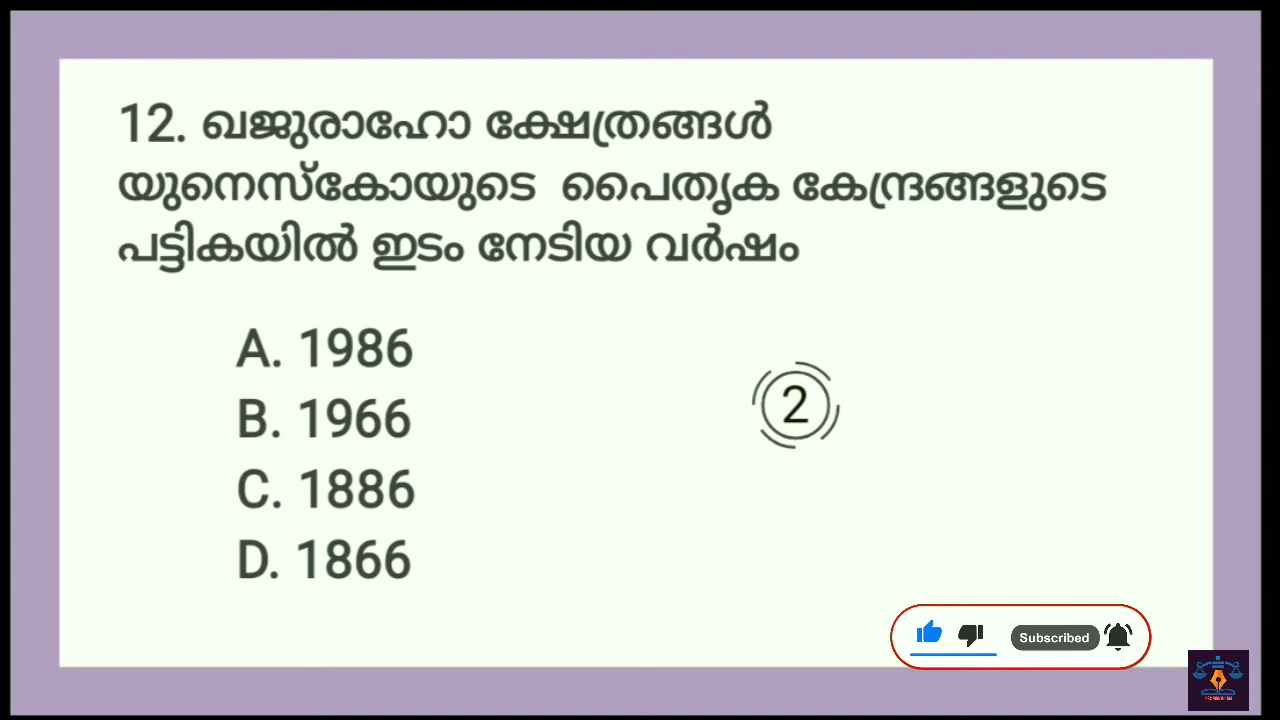 12. ഖജുരാഹോ ക്ഷേത്രങ്ങൾ
യുനെസ്കോയുടെ പൈതൃക കേന്ദ്രങ്ങളുടെ
പട്ടികയിൽ ഇടം നേടിയ വർഷം
A. 1986
B. 1966
2
C. 1886
D. 1866
Subscribed